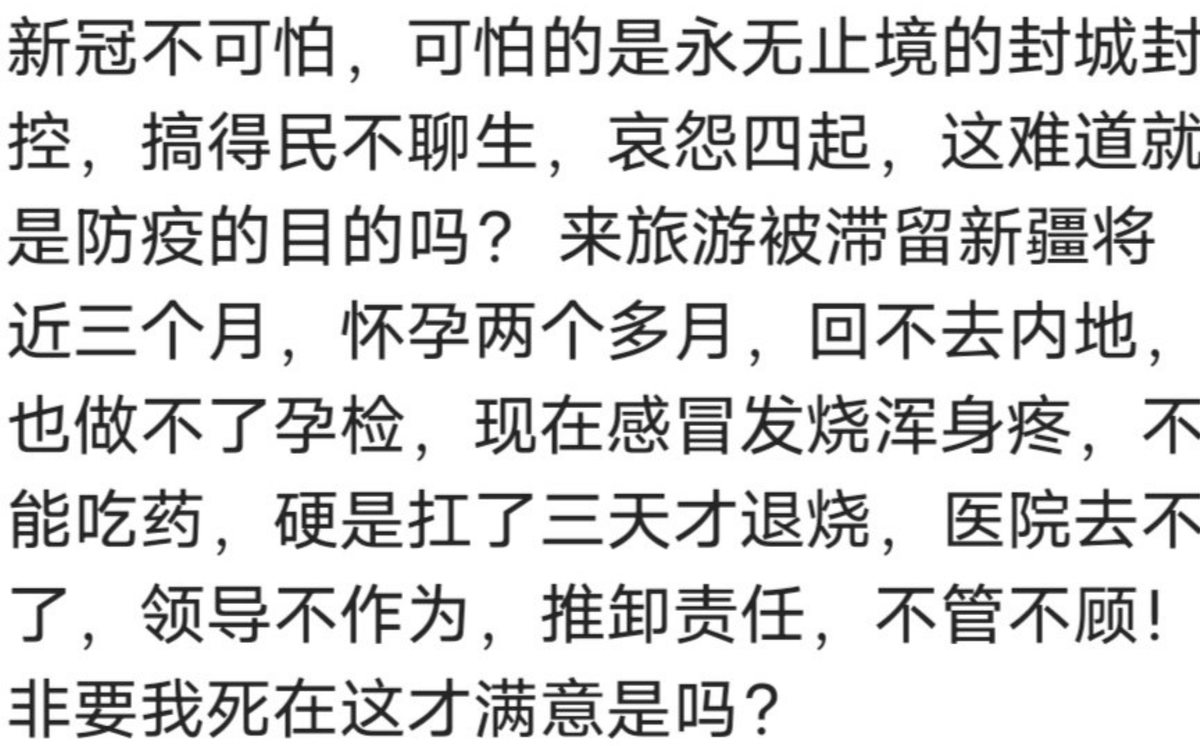 新冠不可怕，可怕的是永无止境的封城封
控，搞得民不聊生，哀怨四起，这难道就
是防疫的目的吗？ 来旅游被滞留新疆将
近三个月，怀孕两个多月，回不去内地，
也做不了孕检，现在感冒发烧浑身疼，不
能吃药，硬是扛了三天才退烧，医院去不
了，领导不作为，推卸责任，不管不顾！
非要我死在这才满意是吗？